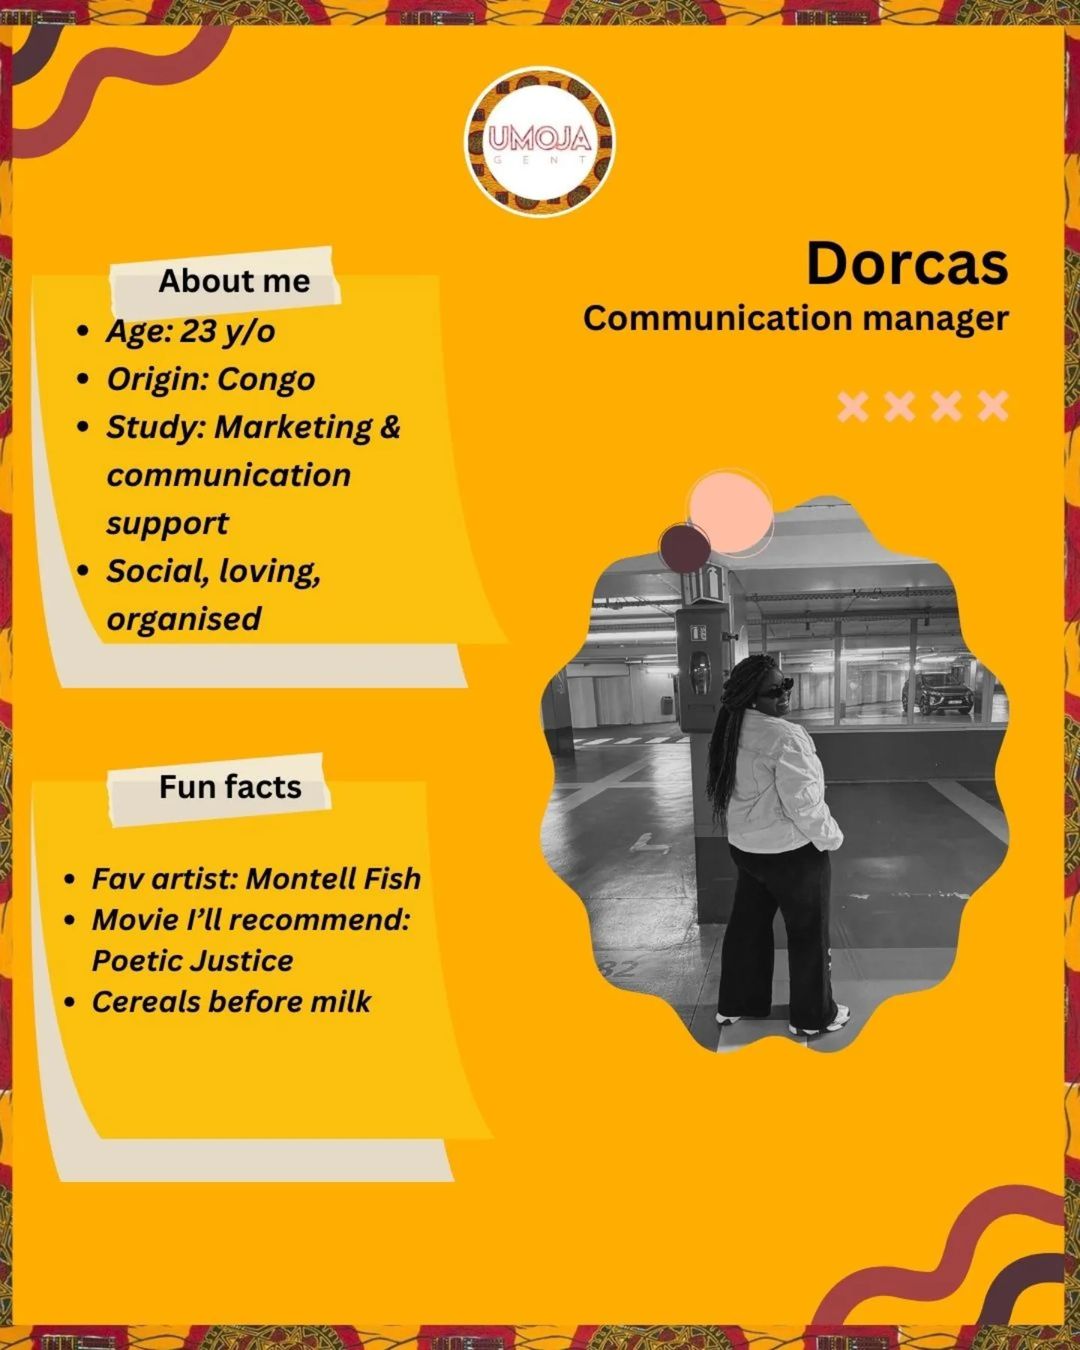 UMOJA
GENT
About me
Age: 23 y/o
Origin: Congo
Study: Marketing &
communication
support
Social, loving,
organised
Dorcas
Communication manager
Fun facts
Fav artist: Montell Fish
Movie I’ll recommend:
Poetic Justice
Cereals before milk
82